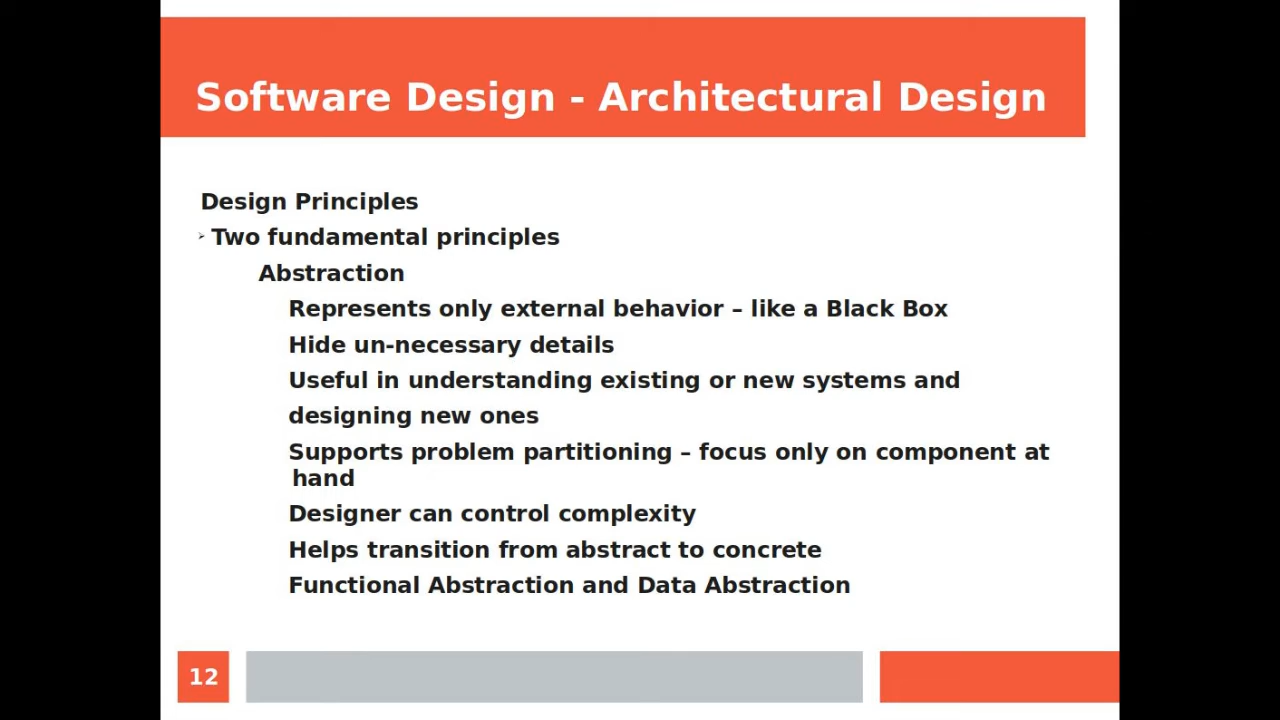 Software Design - Architectural Design
Design Principles
➢ Two fundamental principles
Abstraction
Represents only external behavior – like a Black Box
Hide un-necessary details
Useful in understanding existing or new systems and
designing new ones
Supports problem partitioning – focus only on component at
hand
Designer can control complexity
Helps transition from abstract to concrete
Functional Abstraction and Data Abstraction
12